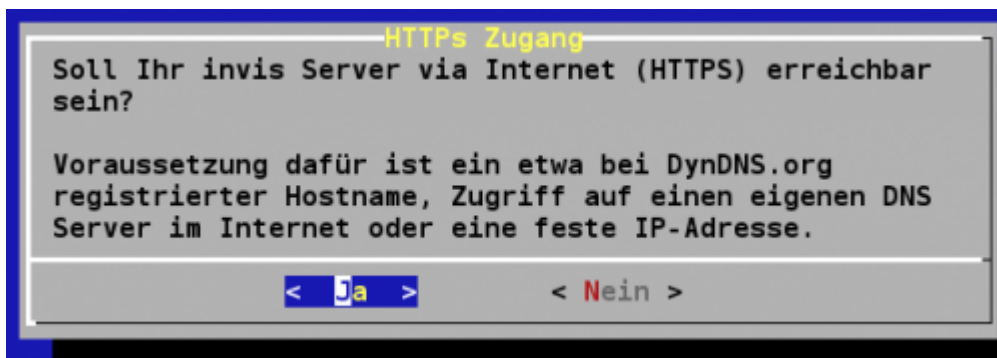 HTTPs Zugang
Soll Ihr invis Server via Internet (HTTPS) erreichbar
sein?
Voraussetzung dafür ist ein etwa bei DynDNS.org
registrierter Hostname, Zugriff auf einen eigenen DNS
Server im Internet oder eine feste IP-Adresse.
< Ja > < Nein >